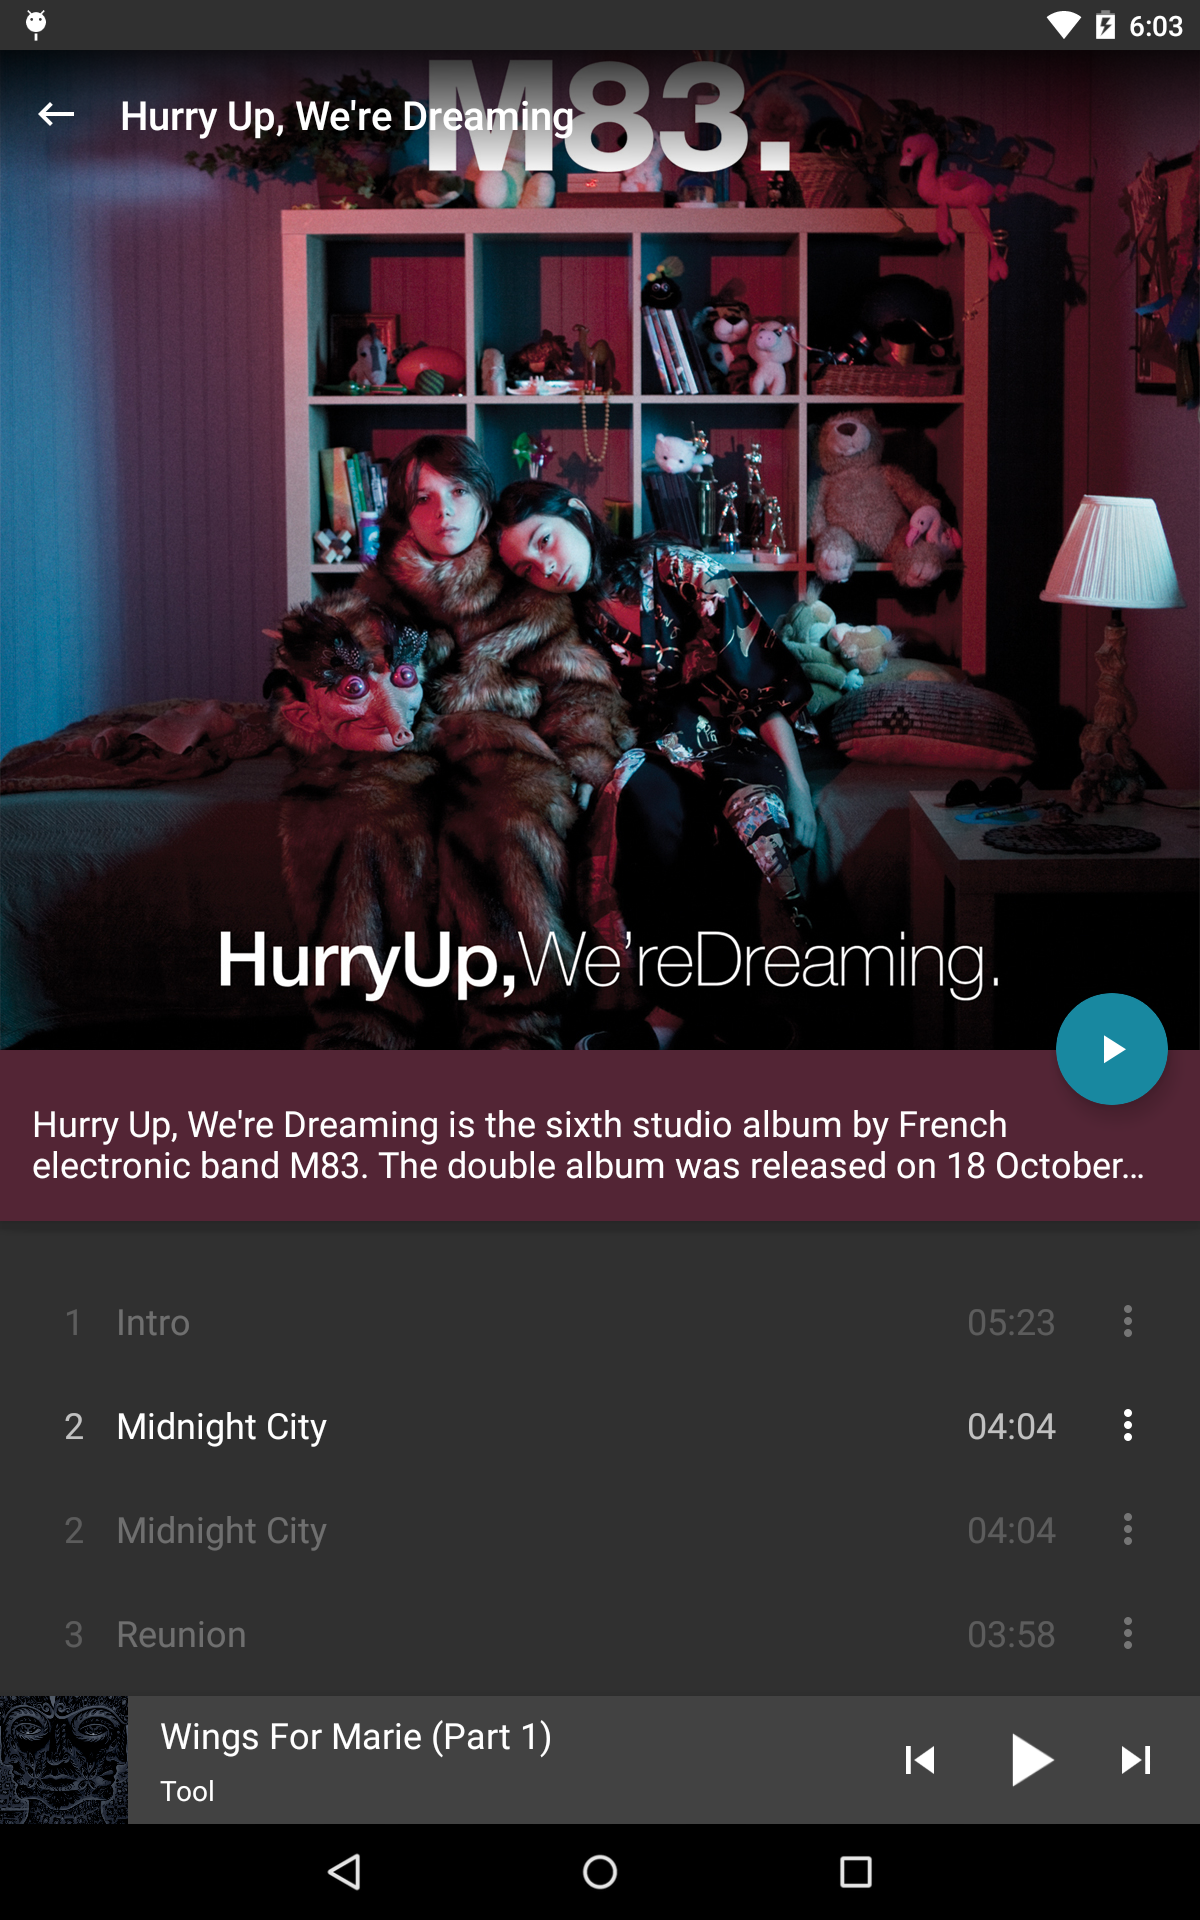 6:03
M83.
Hurry Up, We're Dreaming
HurryUp,We'reDreaming.
Hurry Up, We're Dreaming is the sixth studio album by French
electronic band M83. The double album was released on 18 October...
1 Intro 05:23
2 Midnight City 04:04
2 Midnight City 04:04
3 Reunion 03:58
Wings For Marie (Part 1)
Tool